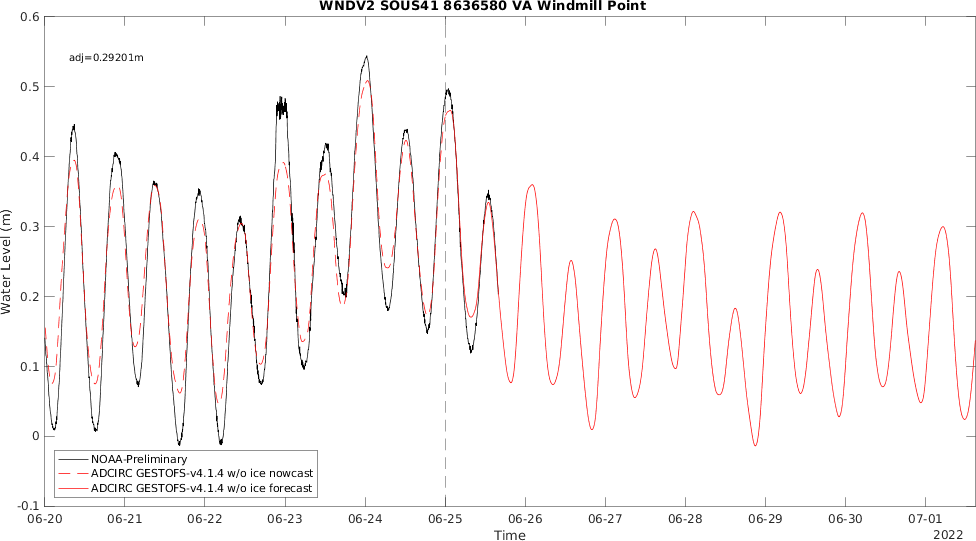 WNDV2 SOUS41 8636580 VA Windmill Point
adj=0.29201m
0.6
0.5
0.4
0.3
0.2
0.1
0
-0.1
Water Level (m)
NOAA-Preliminary
ADCIRC GESTOFS-v4.1.4 w/o ice nowcast
ADCIRC GESTOFS-v4.1.4 w/o ice forecast
06-20 06-21 06-22 06-23 06-24 06-25 06-26 06-27 06-28 06-29 06-30 07-01
Time
2022